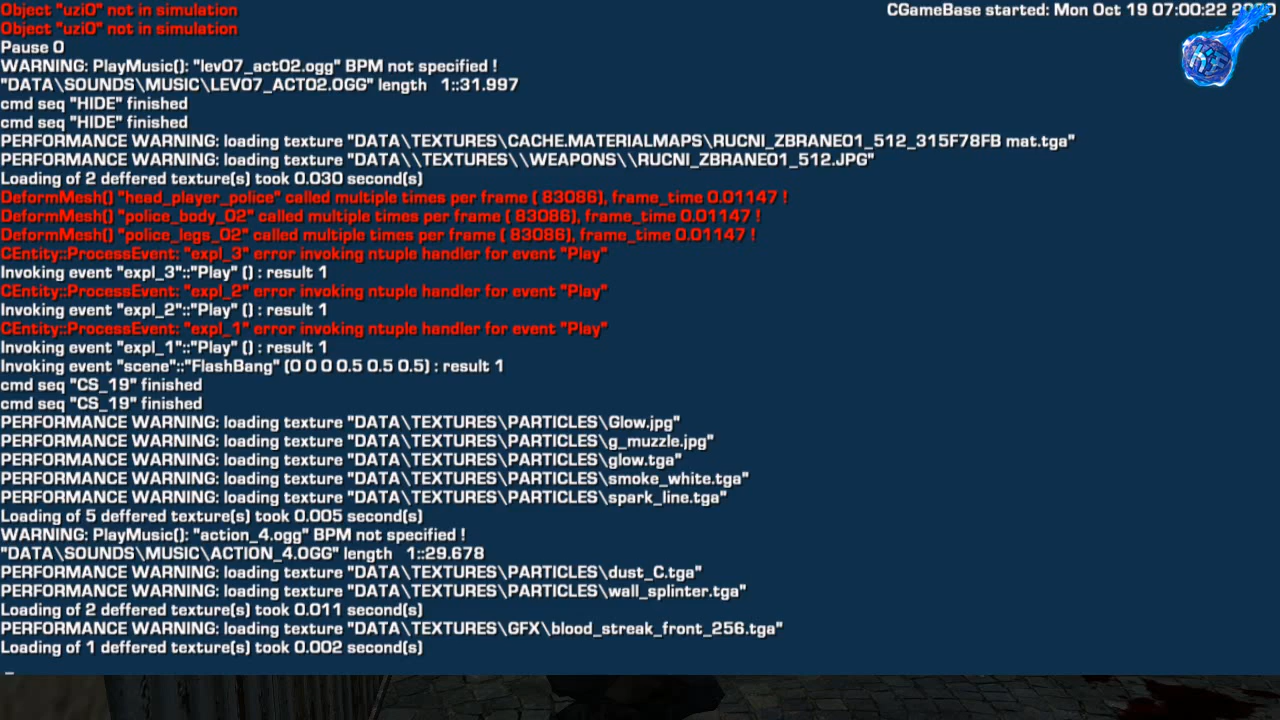 Object "uzi0" not in simulation
CGameBase started: Mon Oct 19 07:00:22
Object "uzi0" not in simulation
Pause 0
WARNING: PlayMusic(): "lev07_act02.ogg" BPM not specified !
"DATA\SOUNDS\MUSIC\LEV07_ACT02.OGG" length 1::31.997
cmd seq "HIDE" finished
cmd seq "HIDE" finished
PERFORMANCE WARNING: loading texture "DATA\TEXTURES\CACHE.MATERIALMAPS\RUCNI_ZBRANE01_512_315F78FB mat.tga"
PERFORMANCE WARNING: loading texture "DATA\\TEXTURES\\WEAPONS\\RUCNI_ZBRANE01_512.JPG"
Loading of 2 deffered texture(s) took 0.030 second(s)
DeformMesh() "head_player_police" called multiple times per frame ( 83086), frame_time 0.01147 !
DeformMesh() "police_body_02" called multiple times per frame ( 83086), frame_time 0.01147 !
DeformMesh() "police_legs_02" called multiple times per frame ( 83086), frame_time 0.01147 !
CEntity::ProcessEvent: "expl_3" error invoking ntuple handler for event "Play"
Invoking event "expl_3"::"Play" () : result 1
CEntity::ProcessEvent: "expl_2" error invoking ntuple handler for event "Play"
Invoking event "expl_2"::"Play" () : result 1
CEntity::ProcessEvent: "expl_1" error invoking ntuple handler for event "Play"
Invoking event "expl_1"::"Play" () : result 1
Invoking event "scene"::"FlashBang" (0 0 0 0.5 0.5 0.5) : result 1
cmd seq "CS_19" finished
cmd seq "CS_19" finished
PERFORMANCE WARNING: loading texture "DATA\TEXTURES\PARTICLES\Glow.jpg"
PERFORMANCE WARNING: loading texture "DATA\TEXTURES\PARTICLES\g_muzzle.jpg"
PERFORMANCE WARNING: loading texture "DATA\TEXTURES\PARTICLES\glow.tga"
PERFORMANCE WARNING: loading texture "DATA\TEXTURES\PARTICLES\smoke_white.tga"
PERFORMANCE WARNING: loading texture "DATA\TEXTURES\PARTICLES\spark_line.tga"
Loading of 5 deffered texture(s) took 0.005 second(s)
WARNING: PlayMusic(): "action_4.ogg" BPM not specified !
"DATA\SOUNDS\MUSIC\ACTION_4.OGG" length 1::29.678
PERFORMANCE WARNING: loading texture "DATA\TEXTURES\PARTICLES\dust_C.tga"
PERFORMANCE WARNING: loading texture "DATA\TEXTURES\PARTICLES\wall_splinter.tga"
Loading of 2 deffered texture(s) took 0.011 second(s)
PERFORMANCE WARNING: loading texture "DATA\TEXTURES\GFX\blood_streak_front_256.tga"
Loading of 1 deffered texture(s) took 0.002 second(s)